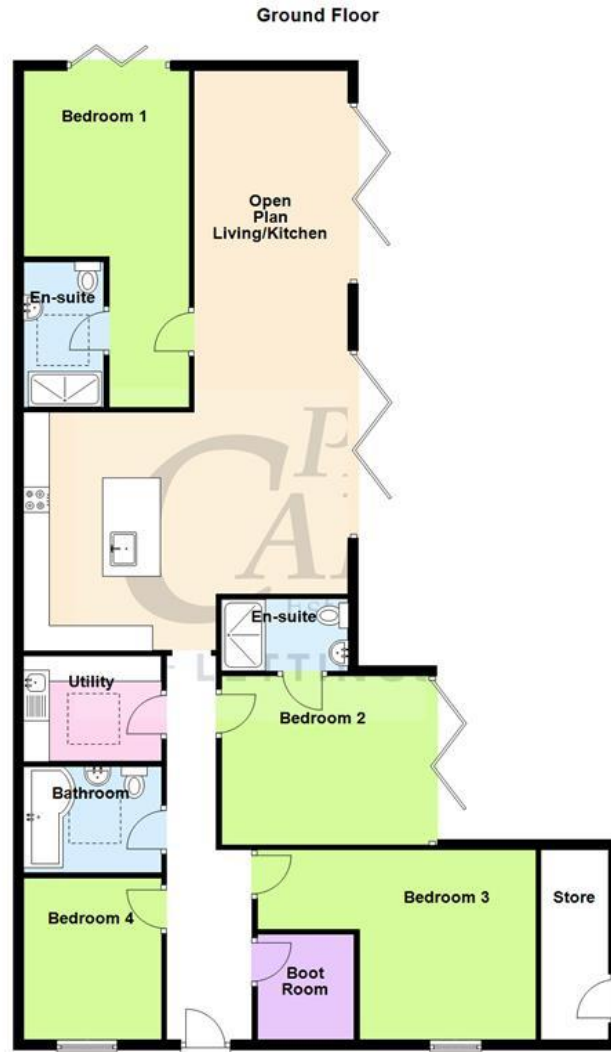 Ground Floor
Bedroom 1
Open
Plan
Living/Kitchen
En-suite
En-suite
Utility
Bedroom 2
Bathroom
Bedroom 4
Bedroom 3
Store
Boot
Room